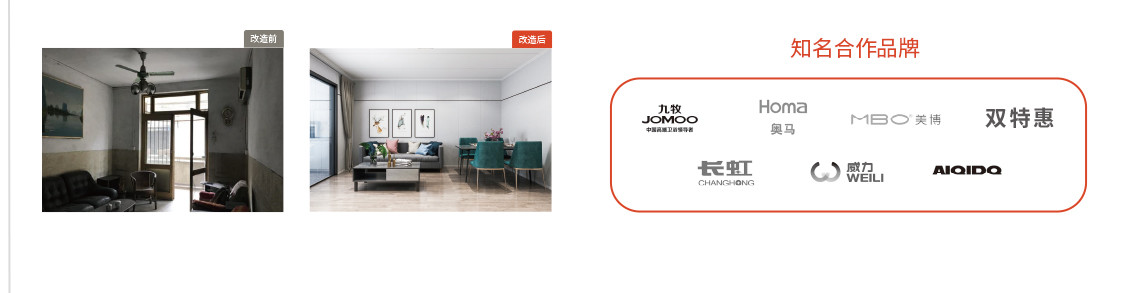 改造前
改造后
知名合作品牌
九牧
JOMOO
中国高端卫浴领导者
Homa
奥马
MBO 美博
双特惠
长虹
CHANGHONG
威力
WEILI
AIQIDO